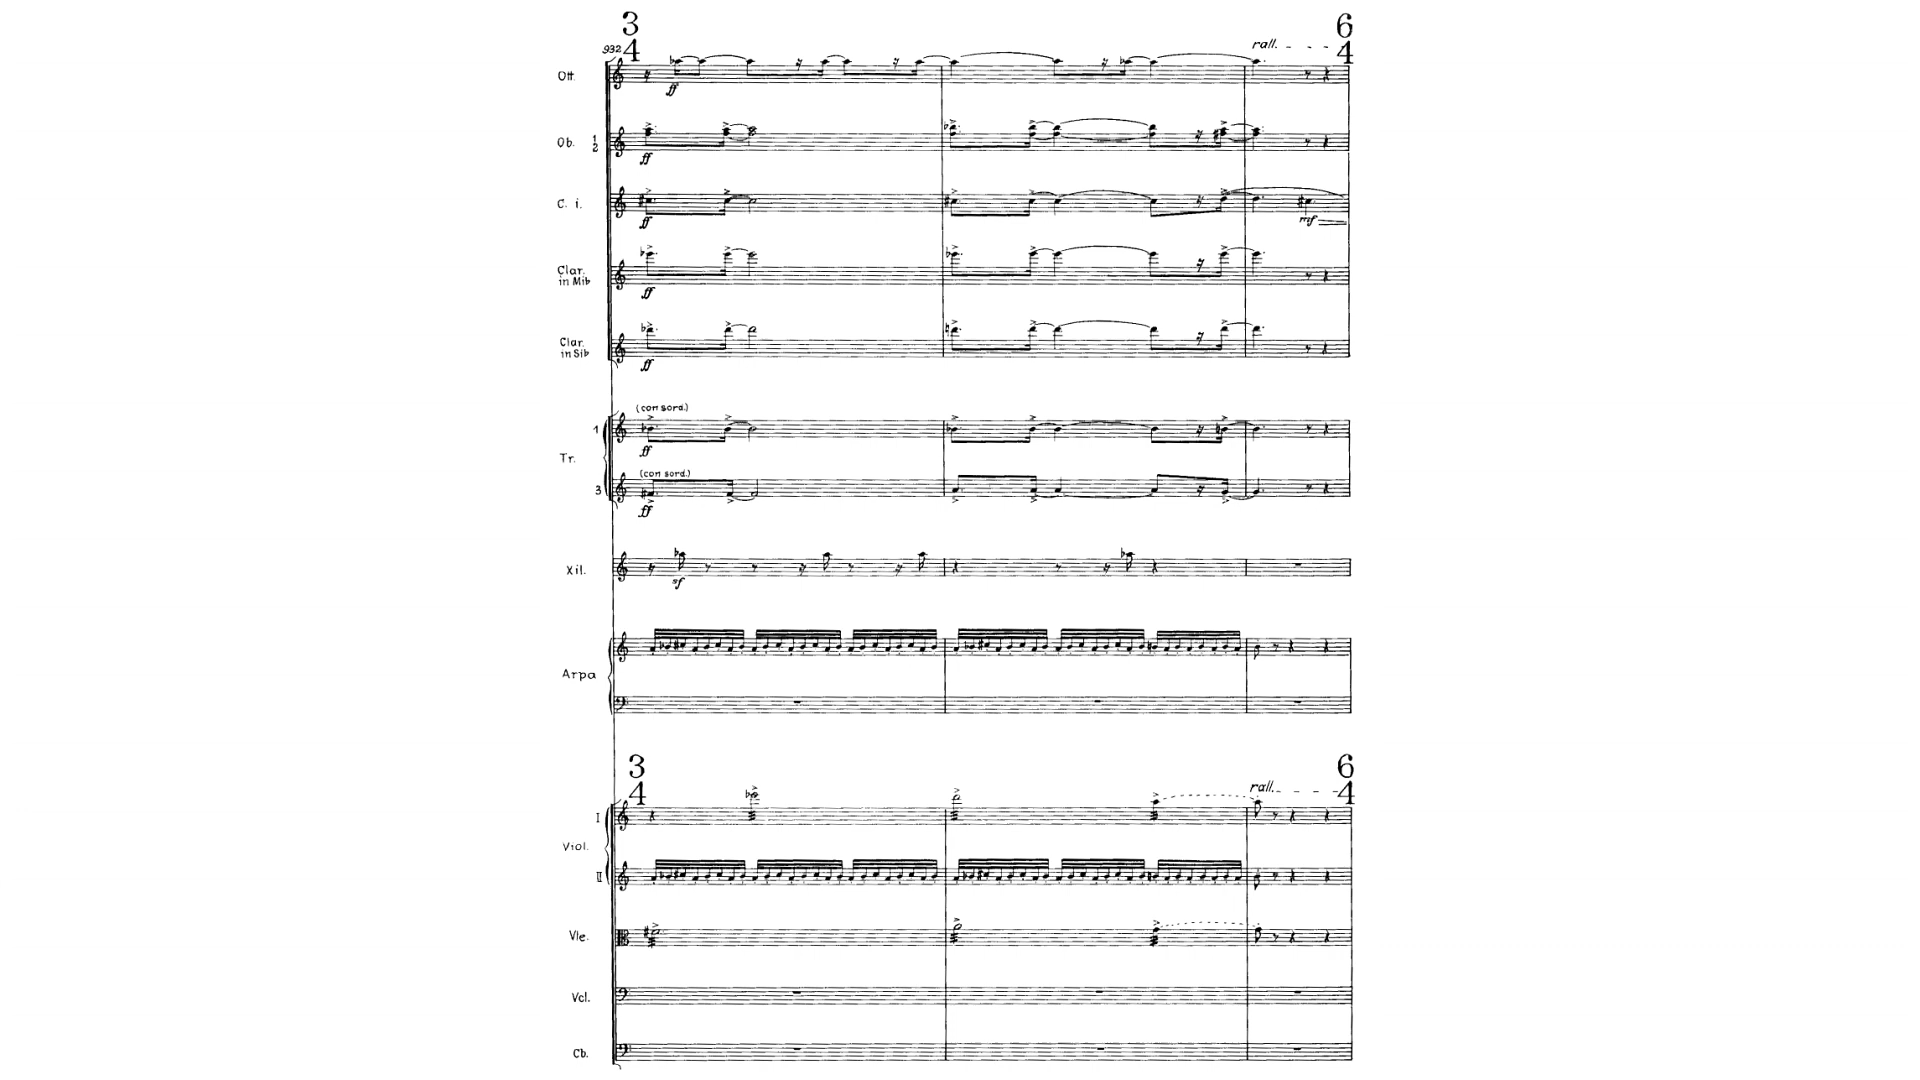 3
4
6
4
932
rall.
Ott.
ff
Ob. 1
2
ff
C. i.
ff
mf
Clar.
in Mib
ff
Clar.
in Sib
ff
(con sord.)
1
ff
Tr.
(con sord.)
3
ff
Xil.
sf
Arpa
3
4
6
4
rall.
I
Viol.
II
Vle.
Vcl.
Cb.